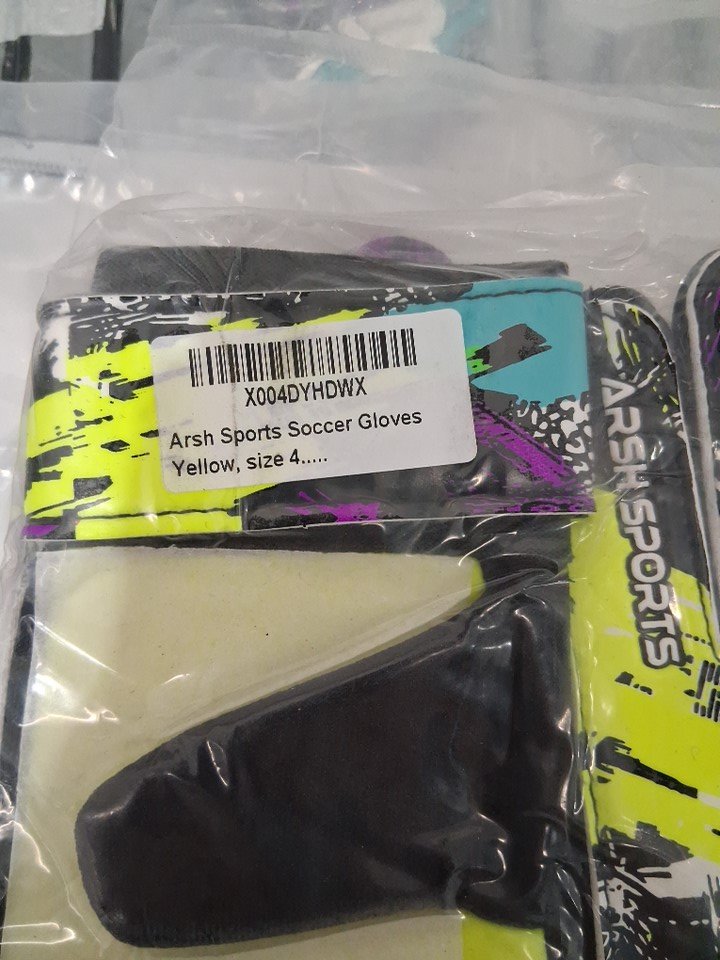 X004DYHDWX
Arsh Sports Soccer Gloves
Yellow, size 4.....
ARSH SPORTS